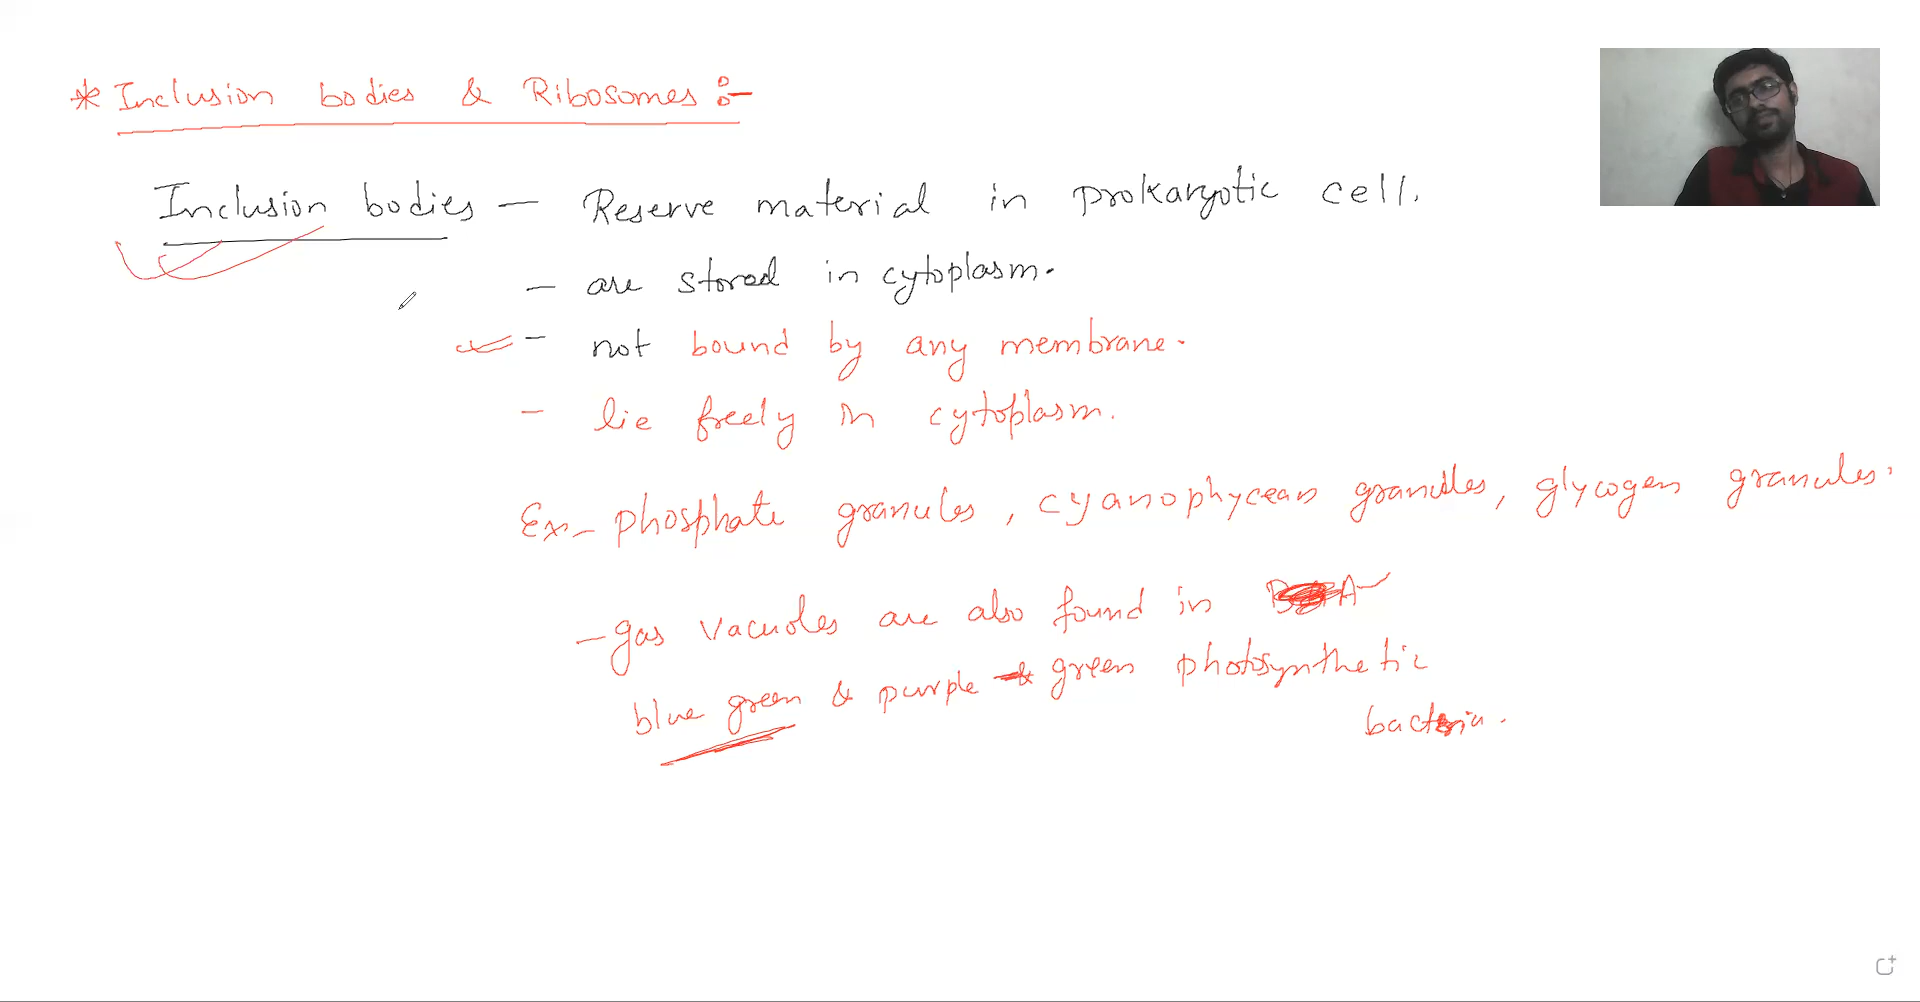 * Inclusion bodies & Ribosomes :-
Inclusion bodies - Reserve material in prokaryotic cell.
- are stored in cytoplasm.
- not bound by any membrane.
- lie freely in cytoplasm.
Ex- phosphate granules, cyanophycean granules, glycogen granules.
- gas vacuoles are also found in
blue green & purple & green photosynthetic
bacteria.